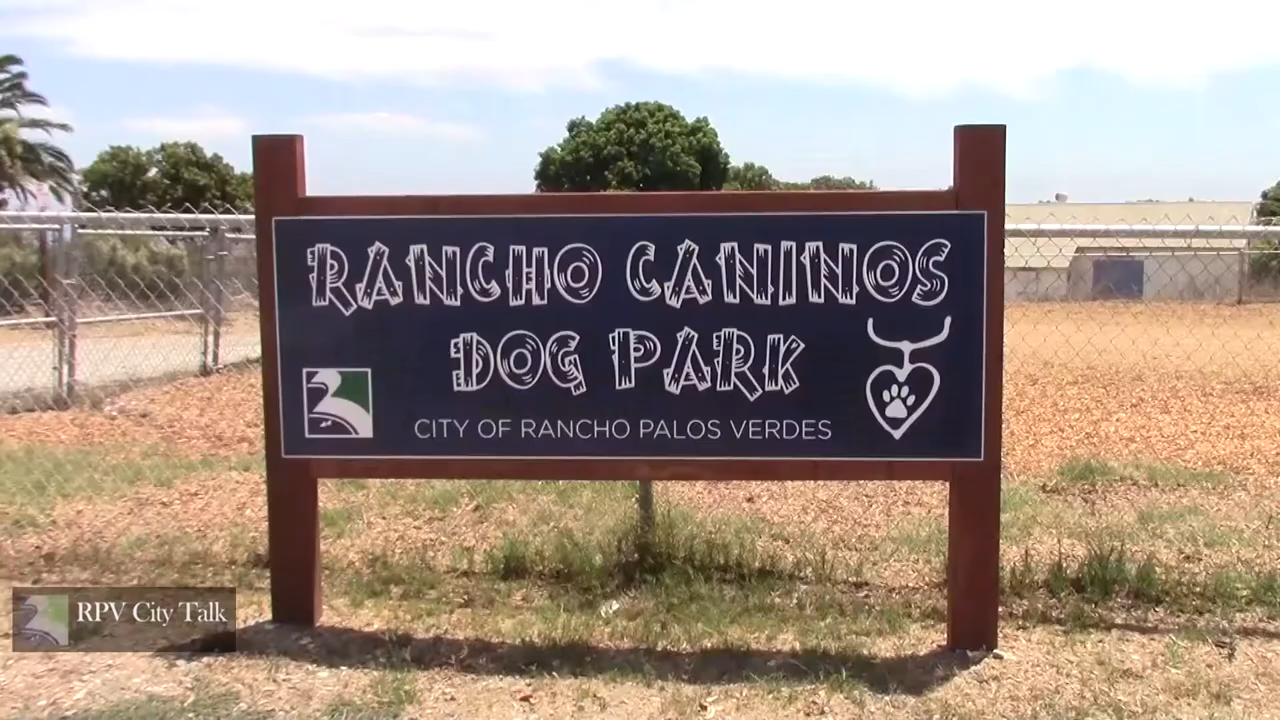 RANCHO CANINOS
DOG PARK
CITY OF RANCHO PALOS VERDES
RPV City Talk